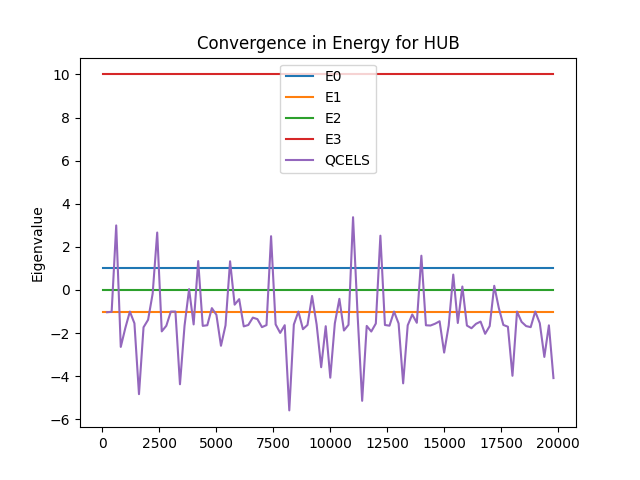 Convergence in Energy for HUB
Eigenvalue
10
8
6
4
2
0
−2
−4
−6
E0
E1
E2
E3
QCELS
0 2500 5000 7500 10000 12500 15000 17500 20000